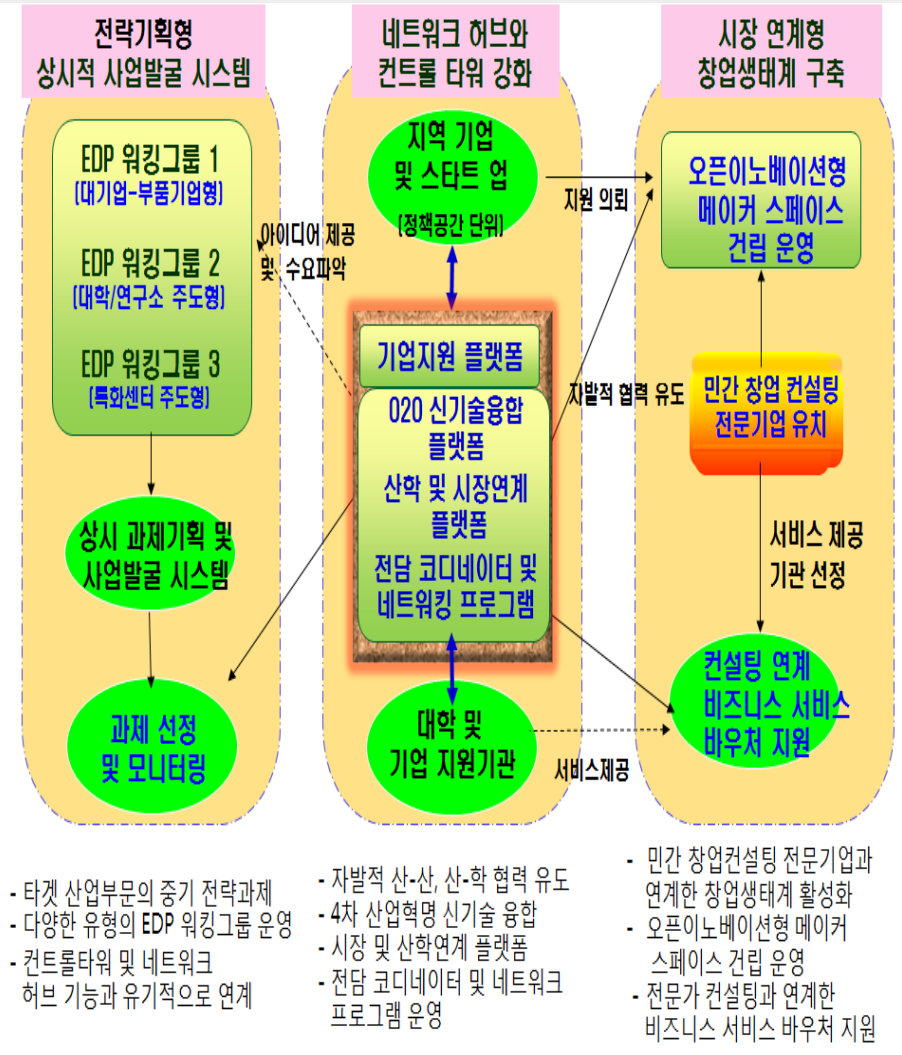 전략기획형
상시적 사업발굴 시스템
EDP 워킹그룹 1
(대기업-부품기업형)
EDP 워킹그룹 2
(대학/연구소 주도형)
EDP 워킹그룹 3
(특화센터 주도형)
상시 과제기획 및
사업발굴 시스템
과제 선정
및 모니터링
- 타겟 산업부문의 중기 전략과제
- 다양한 유형의 EDP 워킹그룹 운영
- 컨트롤타워 및 네트워크
허브 기능과 유기적으로 연계
네트워크 허브와
컨트롤 타워 강화
지역 기업
및 스타트 업
(정책공간 단위)
아이디어 제공
및 수요파악
기업지원 플랫폼
O2O 신기술융합
플랫폼
산학 및 시장연계
플랫폼
전담 코디네이터 및
네트워킹 프로그램
대학 및
기업 지원기관
- 자발적 산-산, 산-학 협력 유도
- 4차 산업혁명 신기술 융합
- 시장 및 산학연계 플랫폼
- 전담 코디네이터 및 네트워크
프로그램 운영
시장 연계형
창업생태계 구축
지원 의뢰
오픈이노베이션형
메이커 스페이스
건립 운영
자발적 협력 유도
민간 창업 컨설팅
전문기업 유치
서비스 제공
기관 선정
컨설팅 연계
비즈니스 서비스
바우처 지원
서비스제공
- 민간 창업컨설팅 전문기업과
연계한 창업생태계 활성화
- 오픈이노베이션형 메이커
스페이스 건립 운영
- 전문가 컨설팅과 연계한
비즈니스 서비스 바우처 지원